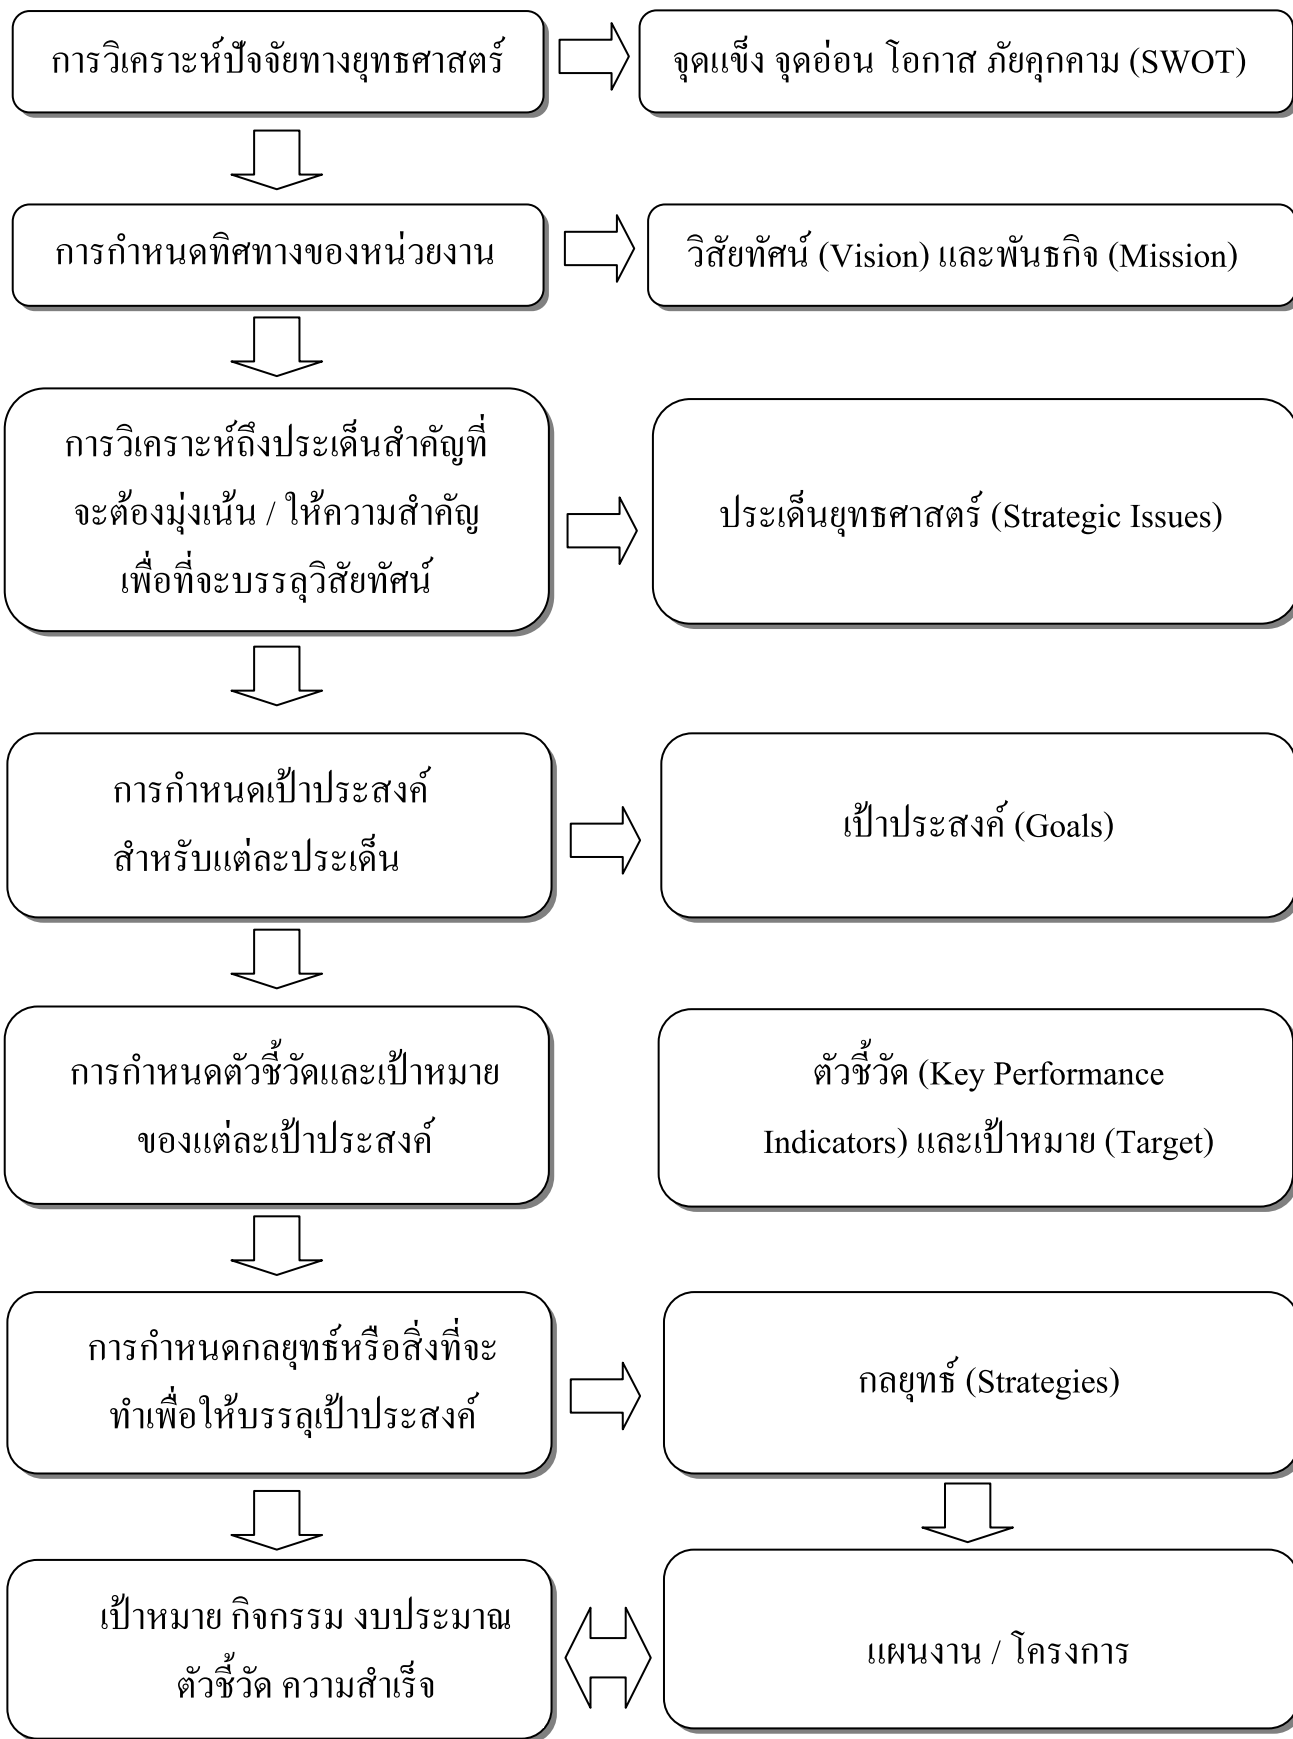 การวิเคราะห์ปัจจัยทางยุทธศาสตร์
จุดแข็ง จุดอ่อน โอกาส ภัยคุกคาม (SWOT)
การกำหนดทิศทางของหน่วยงาน
วิสัยทัศน์ (Vision) และพันธกิจ (Mission)
การวิเคราะห์ถึงประเด็นสำคัญที่
จะต้องมุ่งเน้น / ให้ความสำคัญ
เพื่อที่จะบรรลุวิสัยทัศน์
ประเด็นยุทธศาสตร์ (Strategic Issues)
การกำหนดเป้าประสงค์
สำหรับแต่ละประเด็น
เป้าประสงค์ (Goals)
การกำหนดตัวชี้วัดและเป้าหมาย
ของแต่ละเป้าประสงค์
ตัวชี้วัด (Key Performance
Indicators) และเป้าหมาย (Target)
การกำหนดกลยุทธ์หรือสิ่งที่จะ
ทำเพื่อให้บรรลุเป้าประสงค์
กลยุทธ์ (Strategies)
เป้าหมาย กิจกรรม งบประมาณ
ตัวชี้วัด ความสำเร็จ
แผนงาน / โครงการ